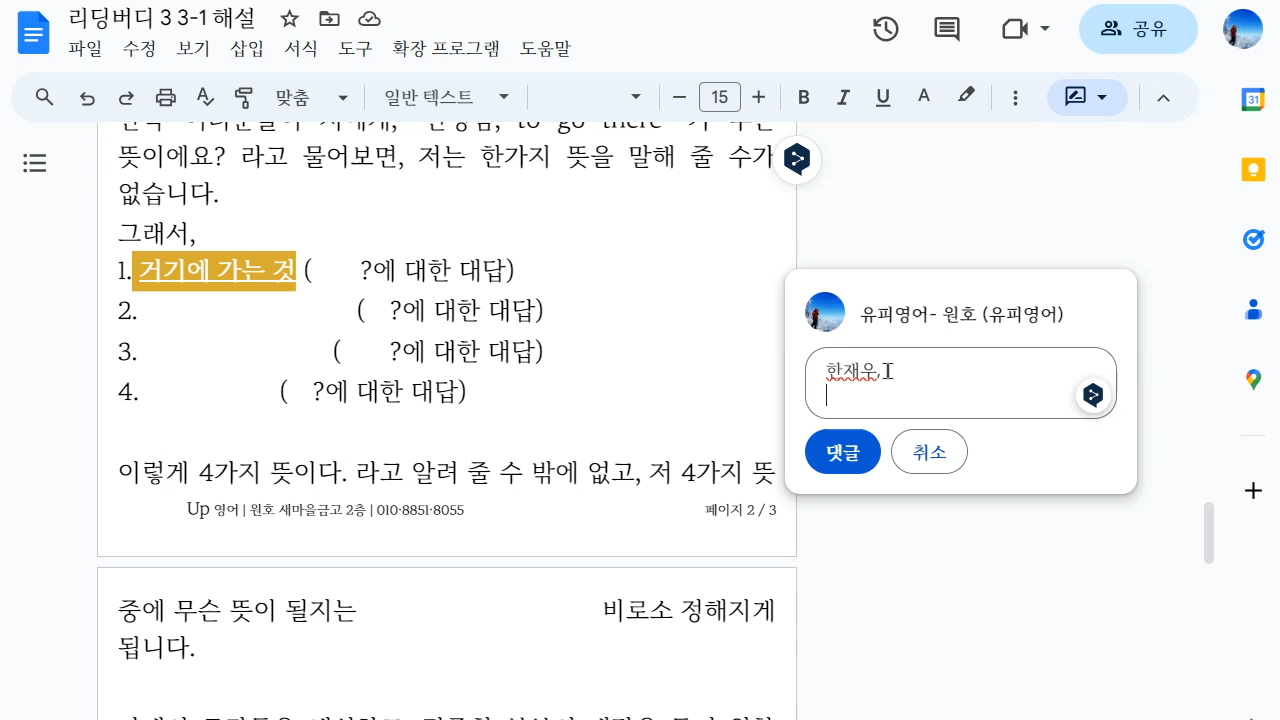 리딩버디 3 3-1 해설
파일 수정 보기 삽입 서식 도구 확장 프로그램 도움말
공유
맞춤 일반 텍스트 15 B I U A
31
뜻이에요? 라고 물어보면, 저는 한가지 뜻을 말해 줄 수가
없습니다.
그래서,
1. 거기에 가는 것 ( ?에 대한 대답)
2. ( ?에 대한 대답)
3. ( ?에 대한 대답)
4. ( ?에 대한 대답)
이렇게 4가지 뜻이다. 라고 알려 줄 수 밖에 없고, 저 4가지 뜻
Up 영어 | 원호 새마을금고 2층 | 010-8851-8055 페이지 2 / 3
중에 무슨 뜻이 될지는 비로소 정해지게
됩니다.
유피영어- 원호 (유피영어)
한재우,
댓글 취소